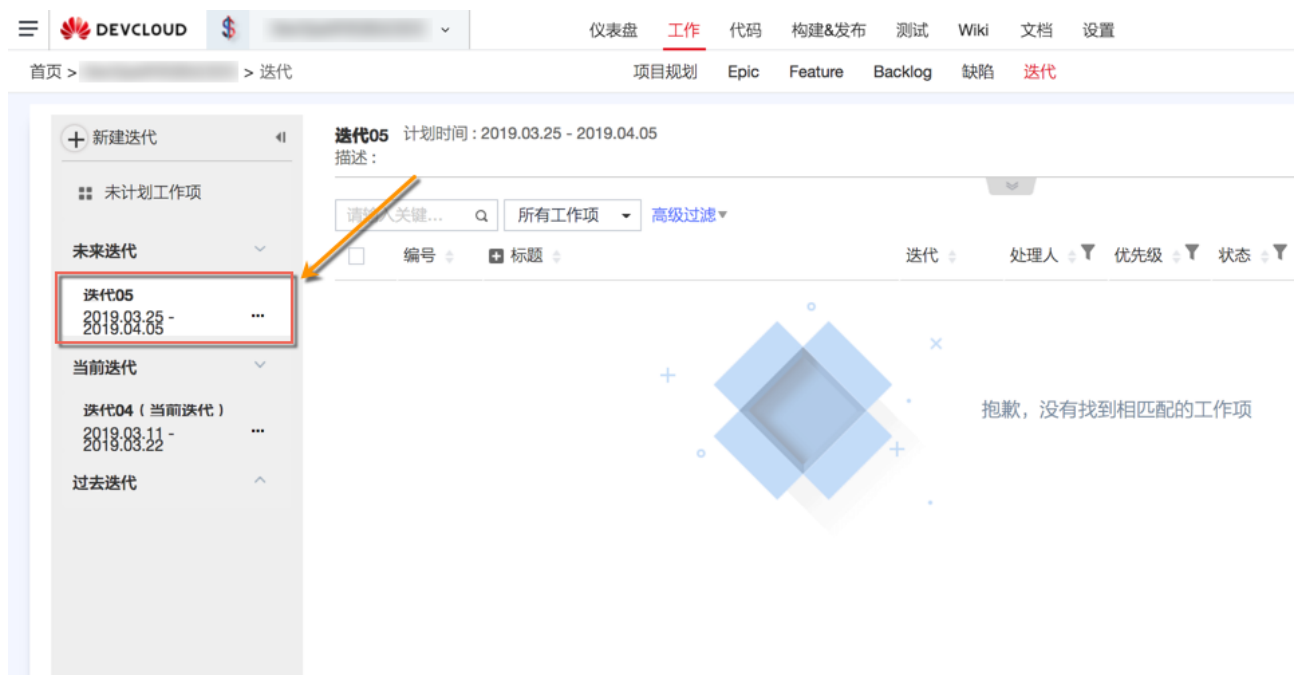 DEVCLOUD
仪表盘 工作 代码 构建&发布 测试 Wiki 文档 设置
首页 > > 迭代
项目规划 Epic Feature Backlog 缺陷 迭代
新建迭代
未计划工作项
未来迭代
迭代05
2019.03.25 -
2019.04.05
当前迭代
迭代04（当前迭代）
2019.03.11 -
2019.03.22
过去迭代
迭代05 计划时间 : 2019.03.25 - 2019.04.05
描述 :
请输入关键... 所有工作项 高级过滤
编号 标题 迭代 处理人 优先级 状态
抱歉，没有找到相匹配的工作项